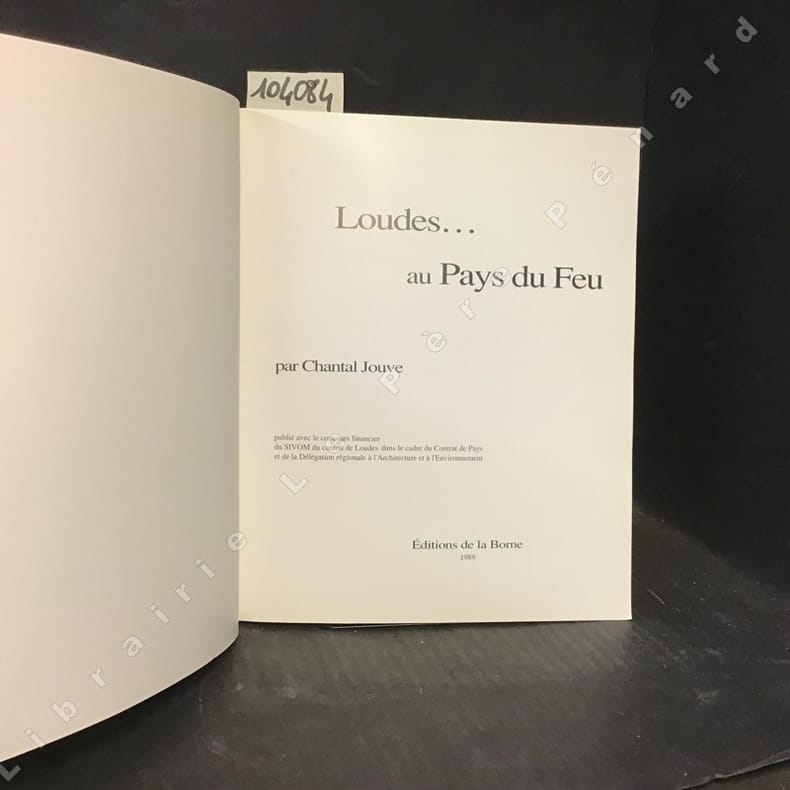 104084
Loudes...
au Pays du Feu
par Chantal Jouve
publié avec le concours financier
du SIVOM du canton de Loudes dans le cadre du Contrat de Pays
et de la Délégation régionale à l'Architecture et à l'Environnement
Éditions de la Borne
1989
Librairie Le Père Pénard